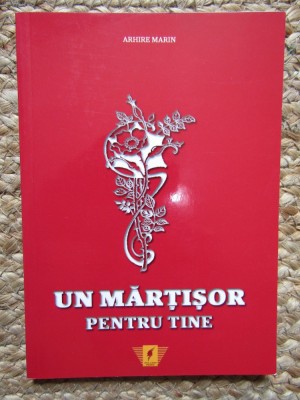 ARHIRE MARIN
UN MĂRȚIȘOR
PENTRU TINE